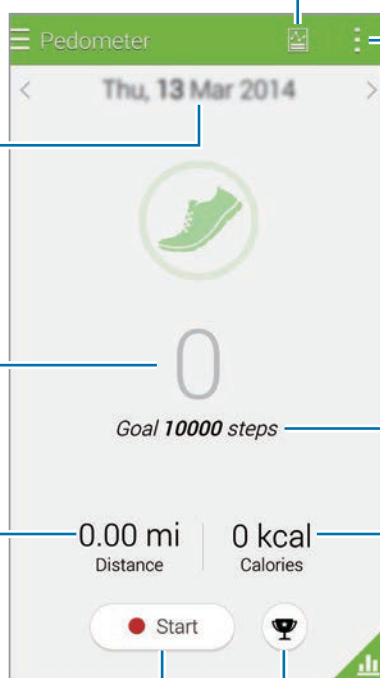 Pedometer
Thu, 13 Mar 2014
0
Goal 10000 steps
0.00 mi
0 kcal
Distance
Calories
Start